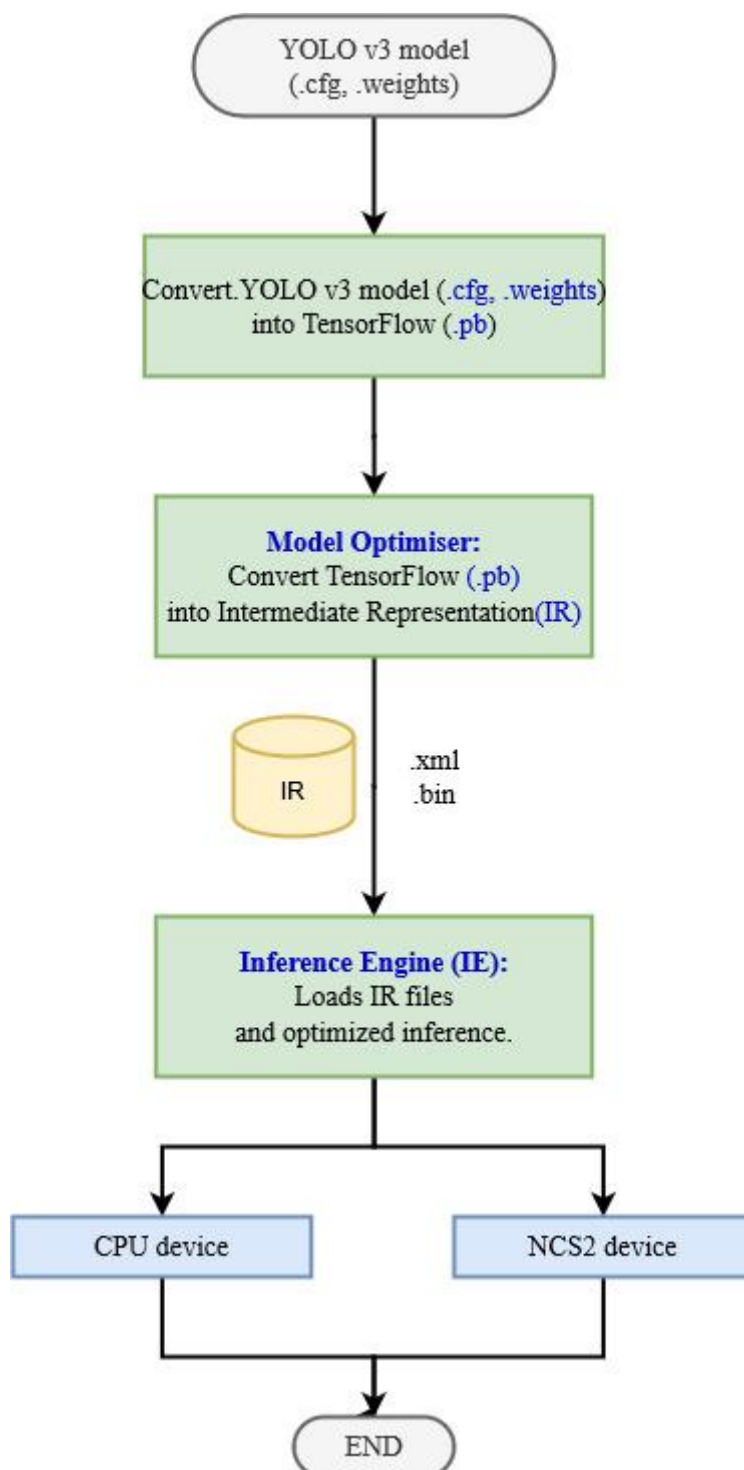 YOLO v3 model
(.cfg, .weights)
Convert.YOLO v3 model (.cfg, .weights)
into TensorFlow (.pb)
Model Optimiser:
Convert TensorFlow (.pb)
into Intermediate Representation(IR)
IR
.xml
.bin
Inference Engine (IE):
Loads IR files
and optimized inference.
CPU device
NCS2 device
END